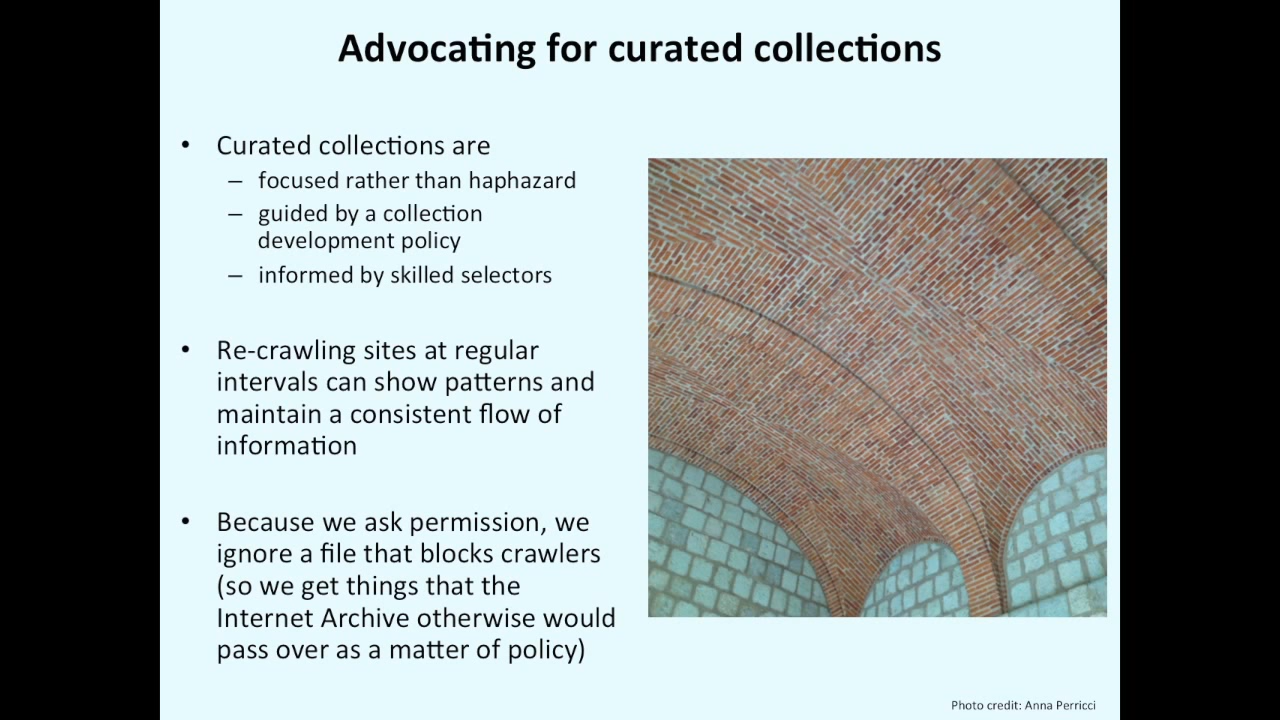 Advocating for curated collections
• Curated collections are
– focused rather than haphazard
– guided by a collection
development policy
– informed by skilled selectors
• Re-crawling sites at regular
intervals can show patterns and
maintain a consistent flow of
information
• Because we ask permission, we
ignore a file that blocks crawlers
(so we get things that the
Internet Archive otherwise would
pass over as a matter of policy)
Photo credit: Anna Perricci